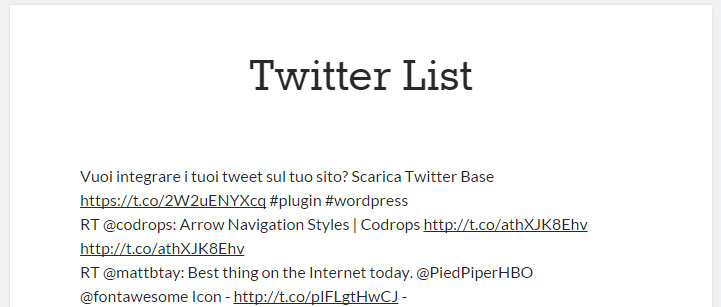 Twitter List
Vuoi integrare i tuoi tweet sul tuo sito? Scarica Twitter Base
https://t.co/2W2uENYXcq #plugin #wordpress
RT @codrops: Arrow Navigation Styles | Codrops http://t.co/athXJK8Ehv
http://t.co/athXJK8Ehv
RT @mattbtay: Best thing on the Internet today. @PiedPiperHBO
@fontawesome Icon - http://t.co/pIFLgtHwCJ -